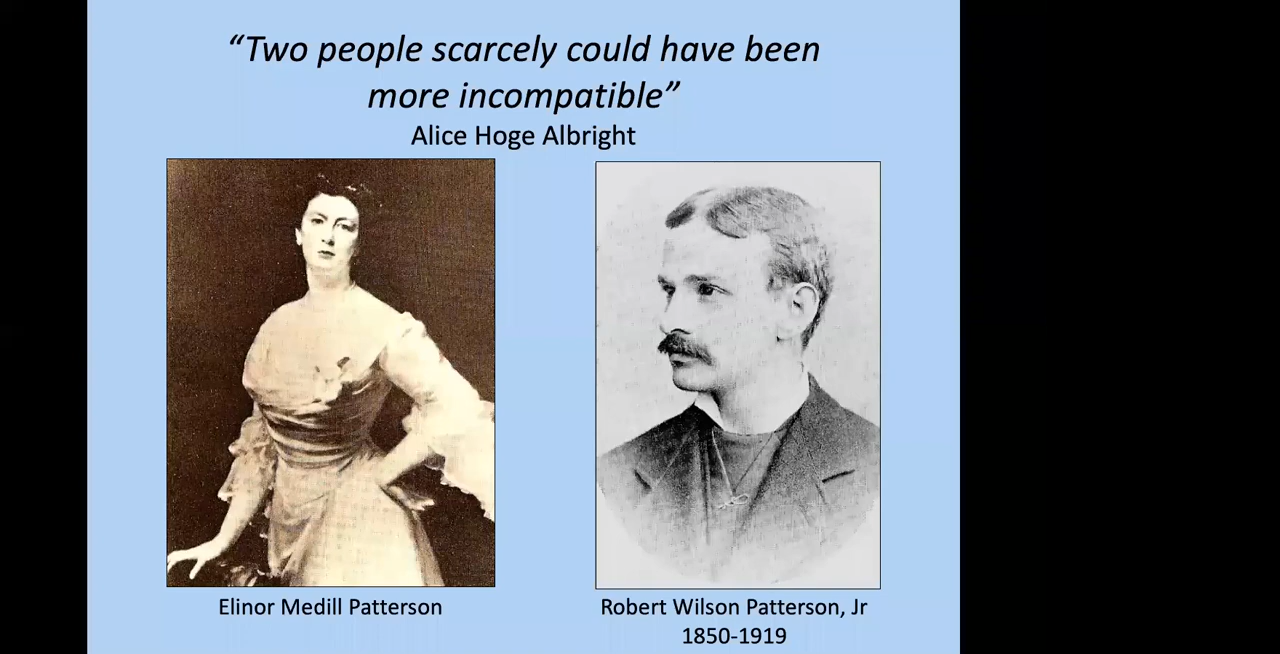 “Two people scarcely could have been
more incompatible”
Alice Hoge Albright
Elinor Medill Patterson
Robert Wilson Patterson, Jr
1850-1919